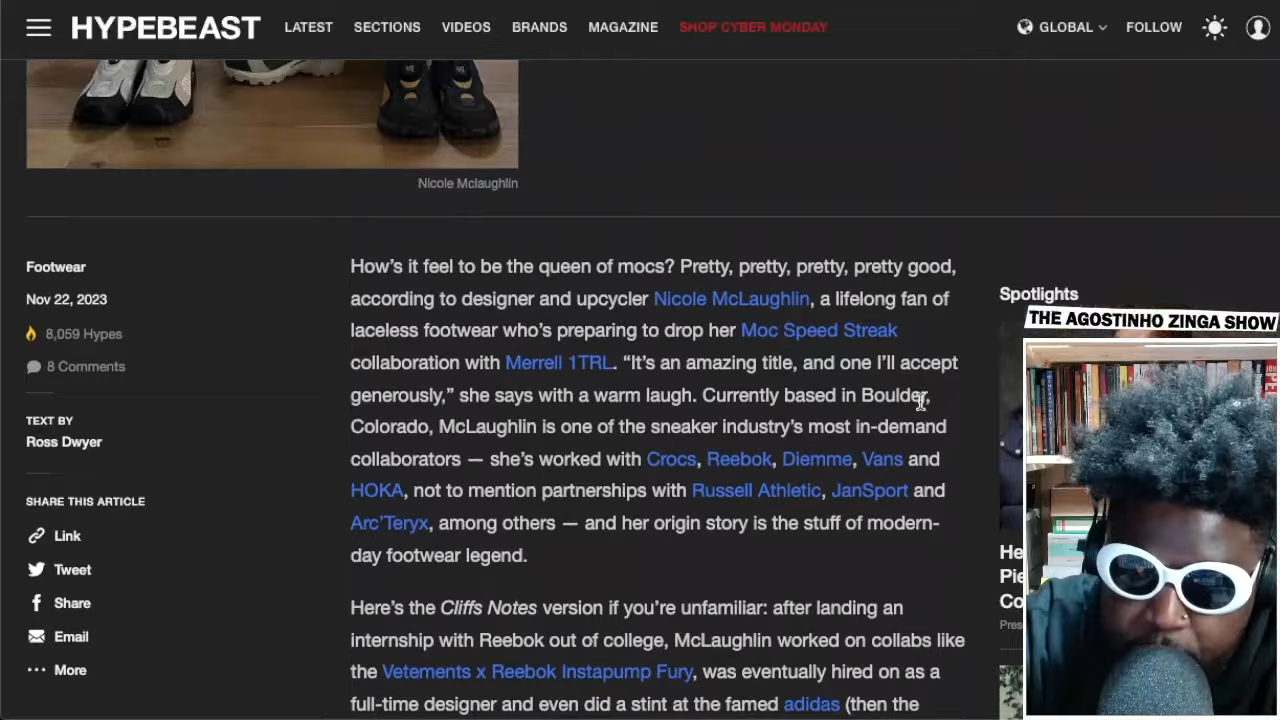 HYPEBEAST LATEST SECTIONS VIDEOS BRANDS MAGAZINE SHOP CYBER MONDAY GLOBAL FOLLOW
Nicole Mclaughlin
Footwear
Nov 22, 2023
8,059 Hypes
8 Comments
TEXT BY
Ross Dwyer
SHARE THIS ARTICLE
Link
Tweet
Share
Email
More
How's it feel to be the queen of mocs? Pretty, pretty, pretty, pretty good,
according to designer and upcycler Nicole McLaughlin, a lifelong fan of
laceless footwear who's preparing to drop her Moc Speed Streak
collaboration with Merrell 1TRL. “It's an amazing title, and one I'll accept
generously,” she says with a warm laugh. Currently based in Boulder,
Colorado, McLaughlin is one of the sneaker industry's most in-demand
collaborators — she's worked with Crocs, Reebok, Diemme, Vans and
HOKA, not to mention partnerships with Russell Athletic, JanSport and
Arc'Teryx, among others — and her origin story is the stuff of modern-
day footwear legend.
Here's the Cliffs Notes version if you're unfamiliar: after landing an
internship with Reebok out of college, McLaughlin worked on collabs like
the Vetements x Reebok Instapump Fury, was eventually hired on as a
full-time designer and even did a stint at the famed adidas (then the
Spotlights
THE AGOSTINHO ZINGA SHOW
He
Pie
Co
Pres